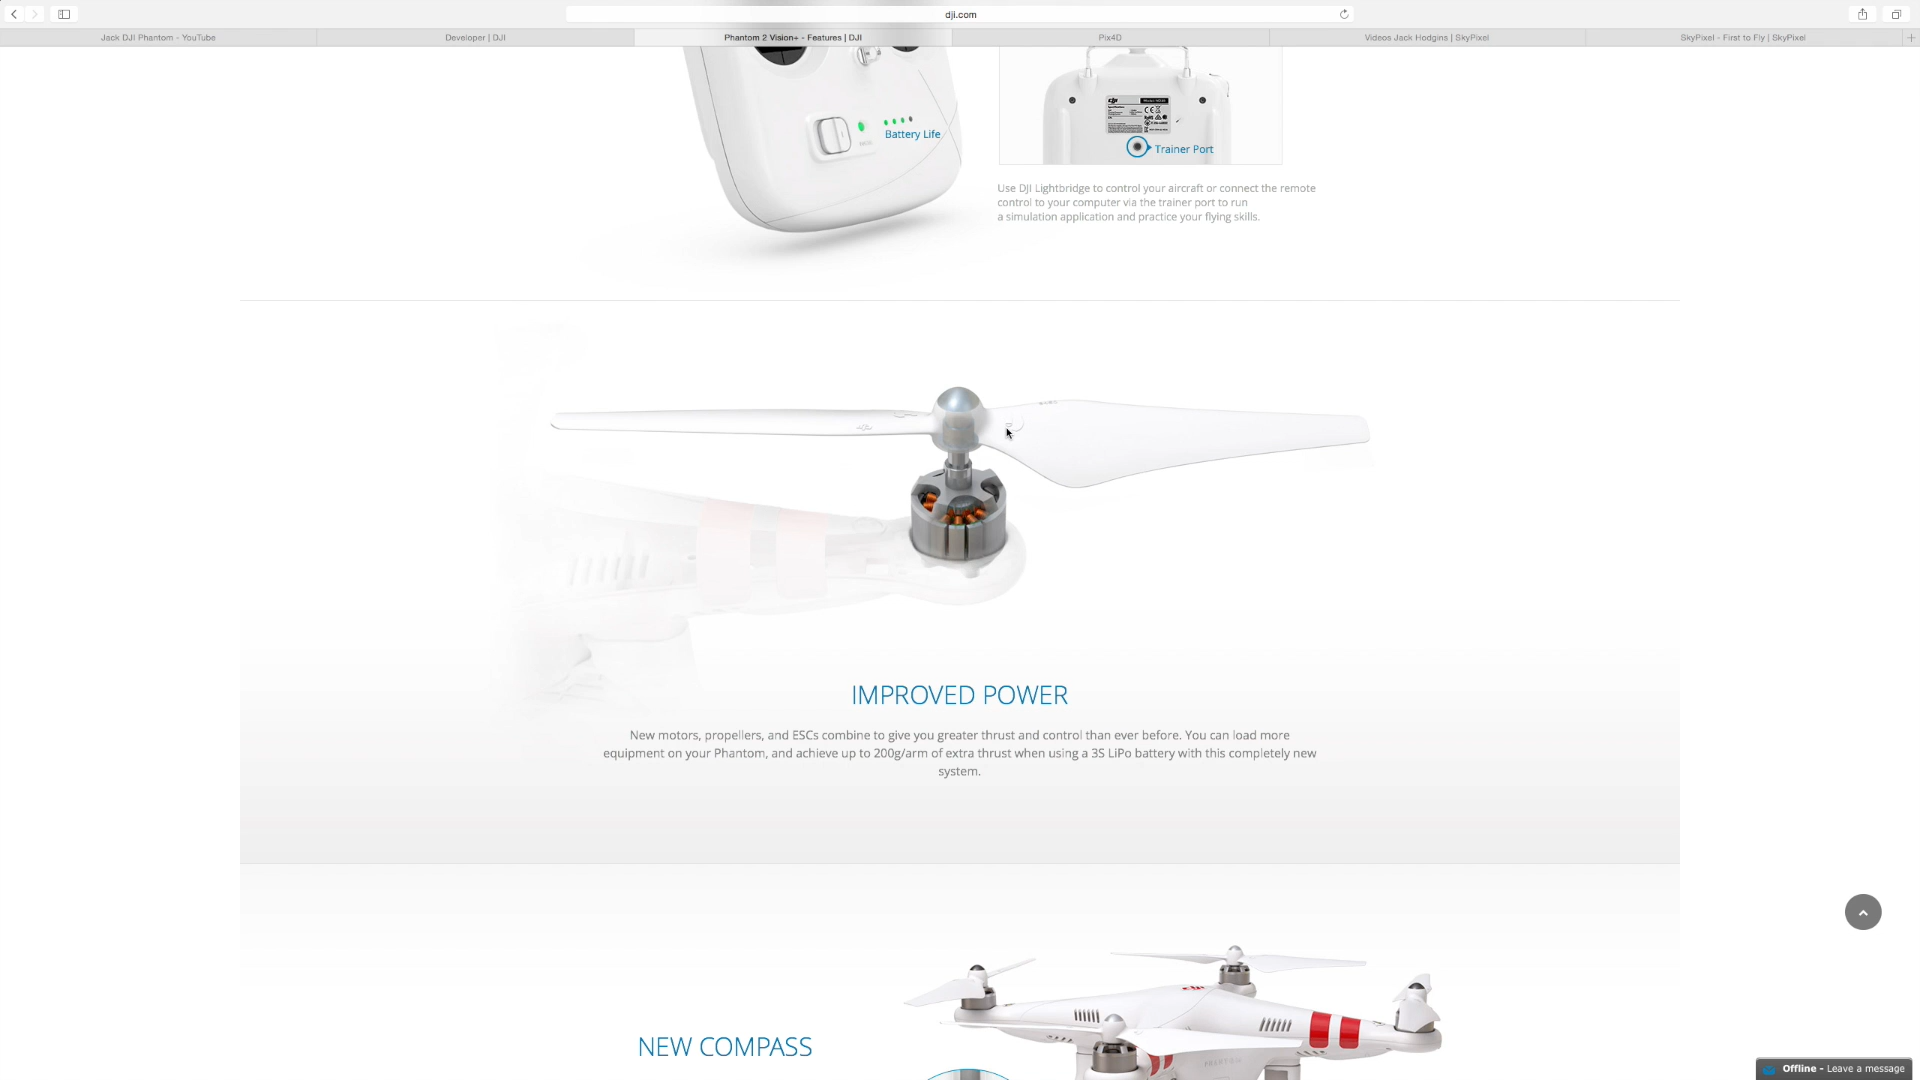 dji.com
Jack DJI Phantom - YouTube
Developer | DJI
Phantom 2 Vision+ - Features | DJI
Pix4D
Videos Jack Hodgins | SkyPixel
SkyPixel - First to Fly | SkyPixel
Battery Life
Trainer Port
Use DJI Lightbridge to control your aircraft or connect the remote
control to your computer via the trainer port to run
a simulation application and practice your flying skills.
IMPROVED POWER
New motors, propellers, and ESCs combine to give you greater thrust and control than ever before. You can load more
equipment on your Phantom, and achieve up to 200g/arm of extra thrust when using a 3S LiPo battery with this completely new
system.
NEW COMPASS
Offline - Leave a message